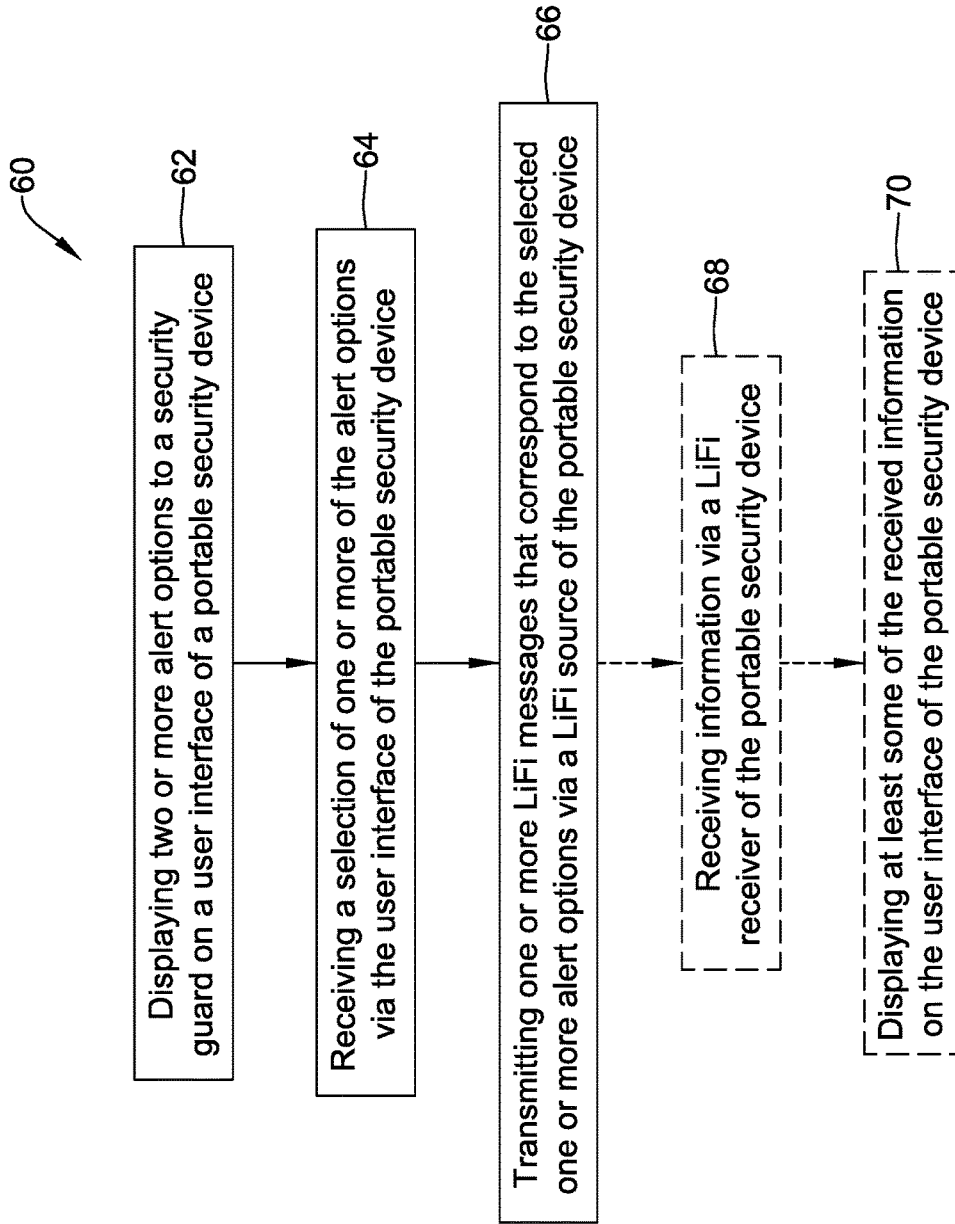 60
62
Displaying two or more alert options to a security
guard on a user interface of a portable security device
64
Receiving a selection of one or more of the alert options
via the user interface of the portable security device
66
Transmitting one or more LiFi messages that correspond to the selected
one or more alert options via a LiFi source of the portable security device
68
Receiving information via a LiFi
receiver of the portable security device
70
Displaying at least some of the received information
on the user interface of the portable security device